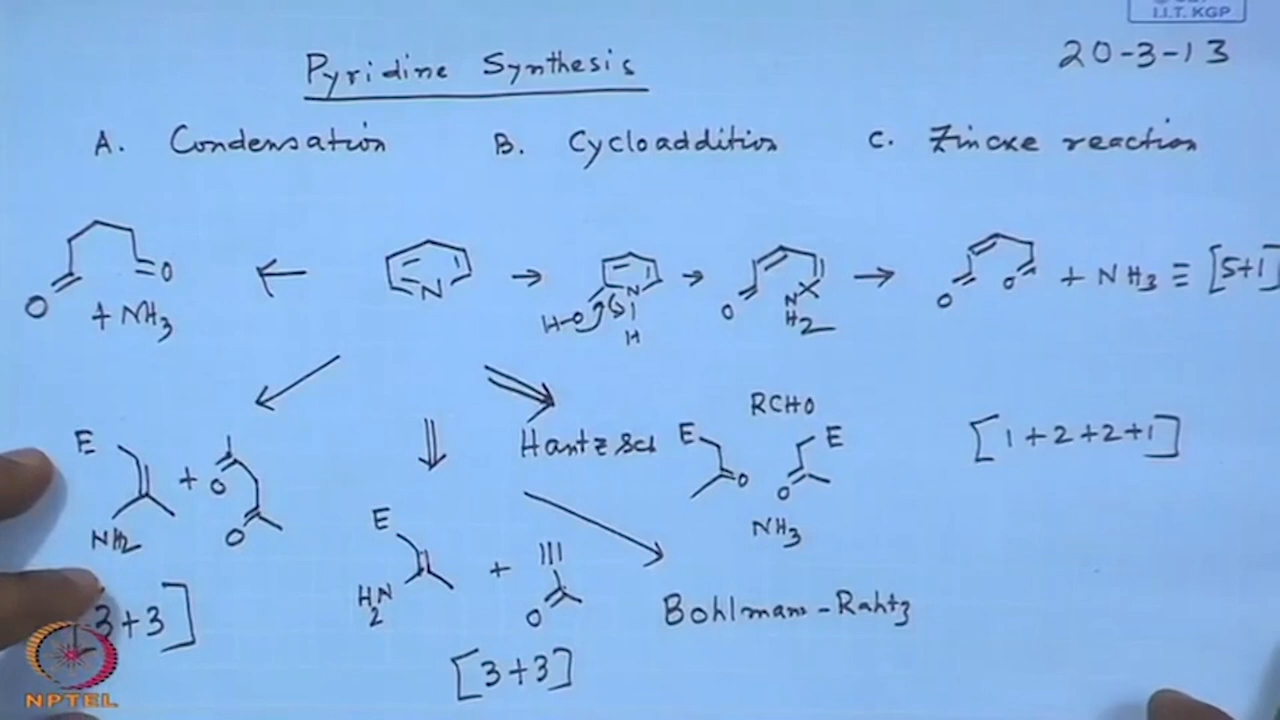 I.I.T. KGP
20-3-13
Pyridine Synthesis
A. Condensation B. Cycloaddition C. Zincke reaction
O O + NH3
N
H-O N H
O N H2
O O + NH3 ≡ [5+1]
E NH2 + O O
[3+3]
E H2N + O
[3+3]
Hantzsch
E O RCHO E O NH3
[1+2+2+1]
Bohlmann-Rahtz
NPTEL